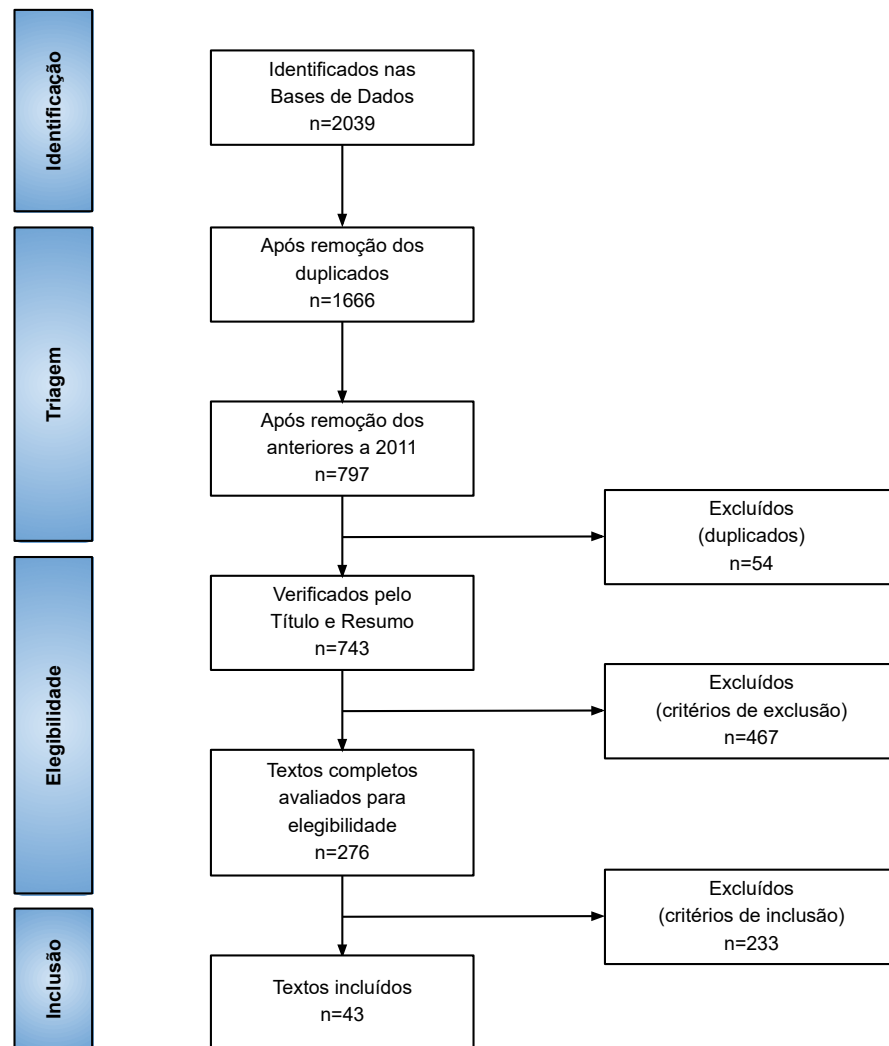 Identificação
Identificados nas
Bases de Dados
n=2039
Triagem
Após remoção dos
duplicados
n=1666
Após remoção dos
anteriores a 2011
n=797
Excluídos
(duplicados)
n=54
Elegibilidade
Verificados pelo
Título e Resumo
n=743
Excluídos
(critérios de exclusão)
n=467
Textos completos
avaliados para
elegibilidade
n=276
Excluídos
(critérios de inclusão)
n=233
Inclusão
Textos incluídos
n=43